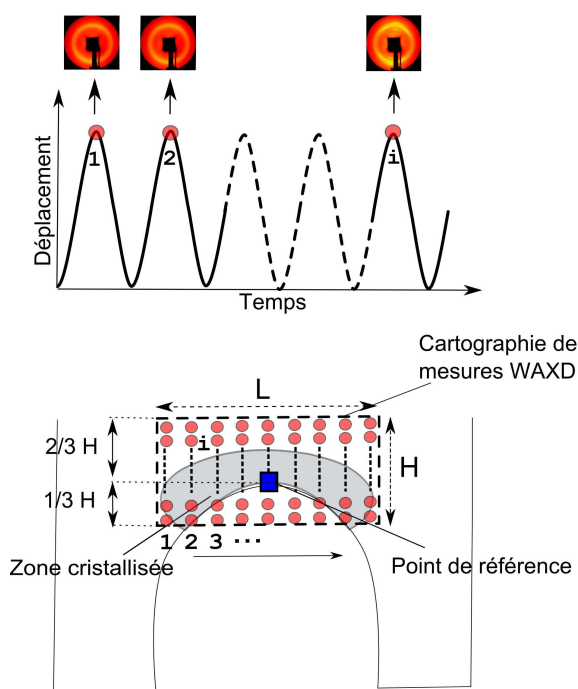 Déplacement
1
2
i
Temps
Cartographie de
mesures WAXD
L
2/3 H
i
H
1/3 H
1 2 3 ...
Zone cristallisée
Point de référence